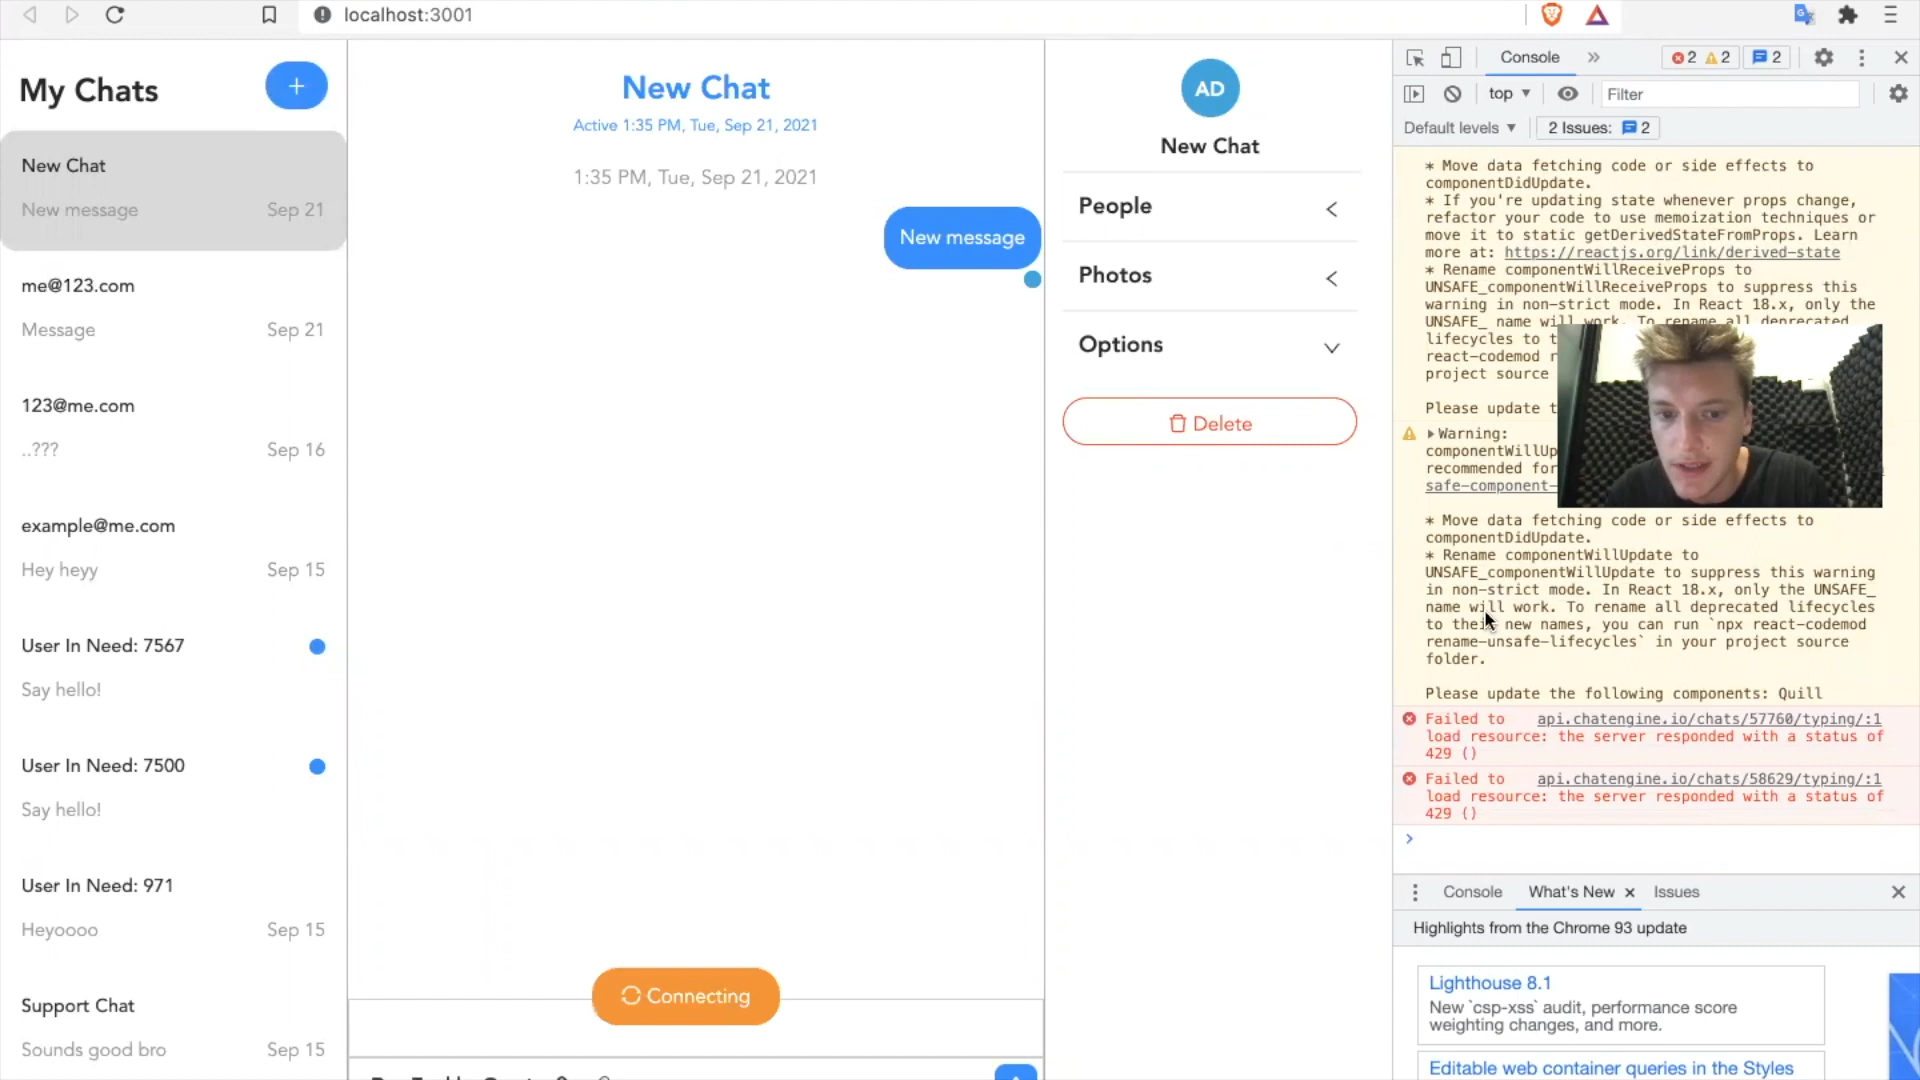 localhost:3001
My Chats
+
New Chat
New message
Sep 21
me@123.com
Message
Sep 21
123@me.com
..???
Sep 16
example@me.com
Hey heyy
Sep 15
User In Need: 7567
Say hello!
User In Need: 7500
Say hello!
User In Need: 971
Heyoooo
Sep 15
Support Chat
Sounds good bro
Sep 15
New Chat
Active 1:35 PM, Tue, Sep 21, 2021
1:35 PM, Tue, Sep 21, 2021
New message
Connecting
AD
New Chat
People
Photos
Options
Delete
Console
2
2
2
top
Filter
Default levels
2 Issues:
2
* Move data fetching code or side effects to
componentDidUpdate.
* If you're updating state whenever props change,
refactor your code to use memoization techniques or
move it to static getDerivedStateFromProps. Learn
more at: https://reactjs.org/link/derived-state
* Rename componentWillReceiveProps to
UNSAFE_componentWillReceiveProps to suppress this
warning in non-strict mode. In React 18.x, only the
UNSAFE_ name will work. To rename all deprecated
lifecycles to t
react-codemod r
project source
Please update t
Warning:
componentWillUp
recommended for
safe-component-
* Move data fetching code or side effects to
componentDidUpdate.
* Rename componentWillUpdate to
UNSAFE_componentWillUpdate to suppress this warning
in non-strict mode. In React 18.x, only the UNSAFE_
name will work. To rename all deprecated lifecycles
to their new names, you can run `npx react-codemod
rename-unsafe-lifecycles` in your project source
folder.
Please update the following components: Quill
Failed to api.chatengine.io/chats/57760/typing/:1
load resource: the server responded with a status of
429 ()
Failed to api.chatengine.io/chats/58629/typing/:1
load resource: the server responded with a status of
429 ()
Console
What's New
Issues
Highlights from the Chrome 93 update
Lighthouse 8.1
New `csp-xss` audit, performance score
weighting changes, and more.
Editable web container queries in the Styles